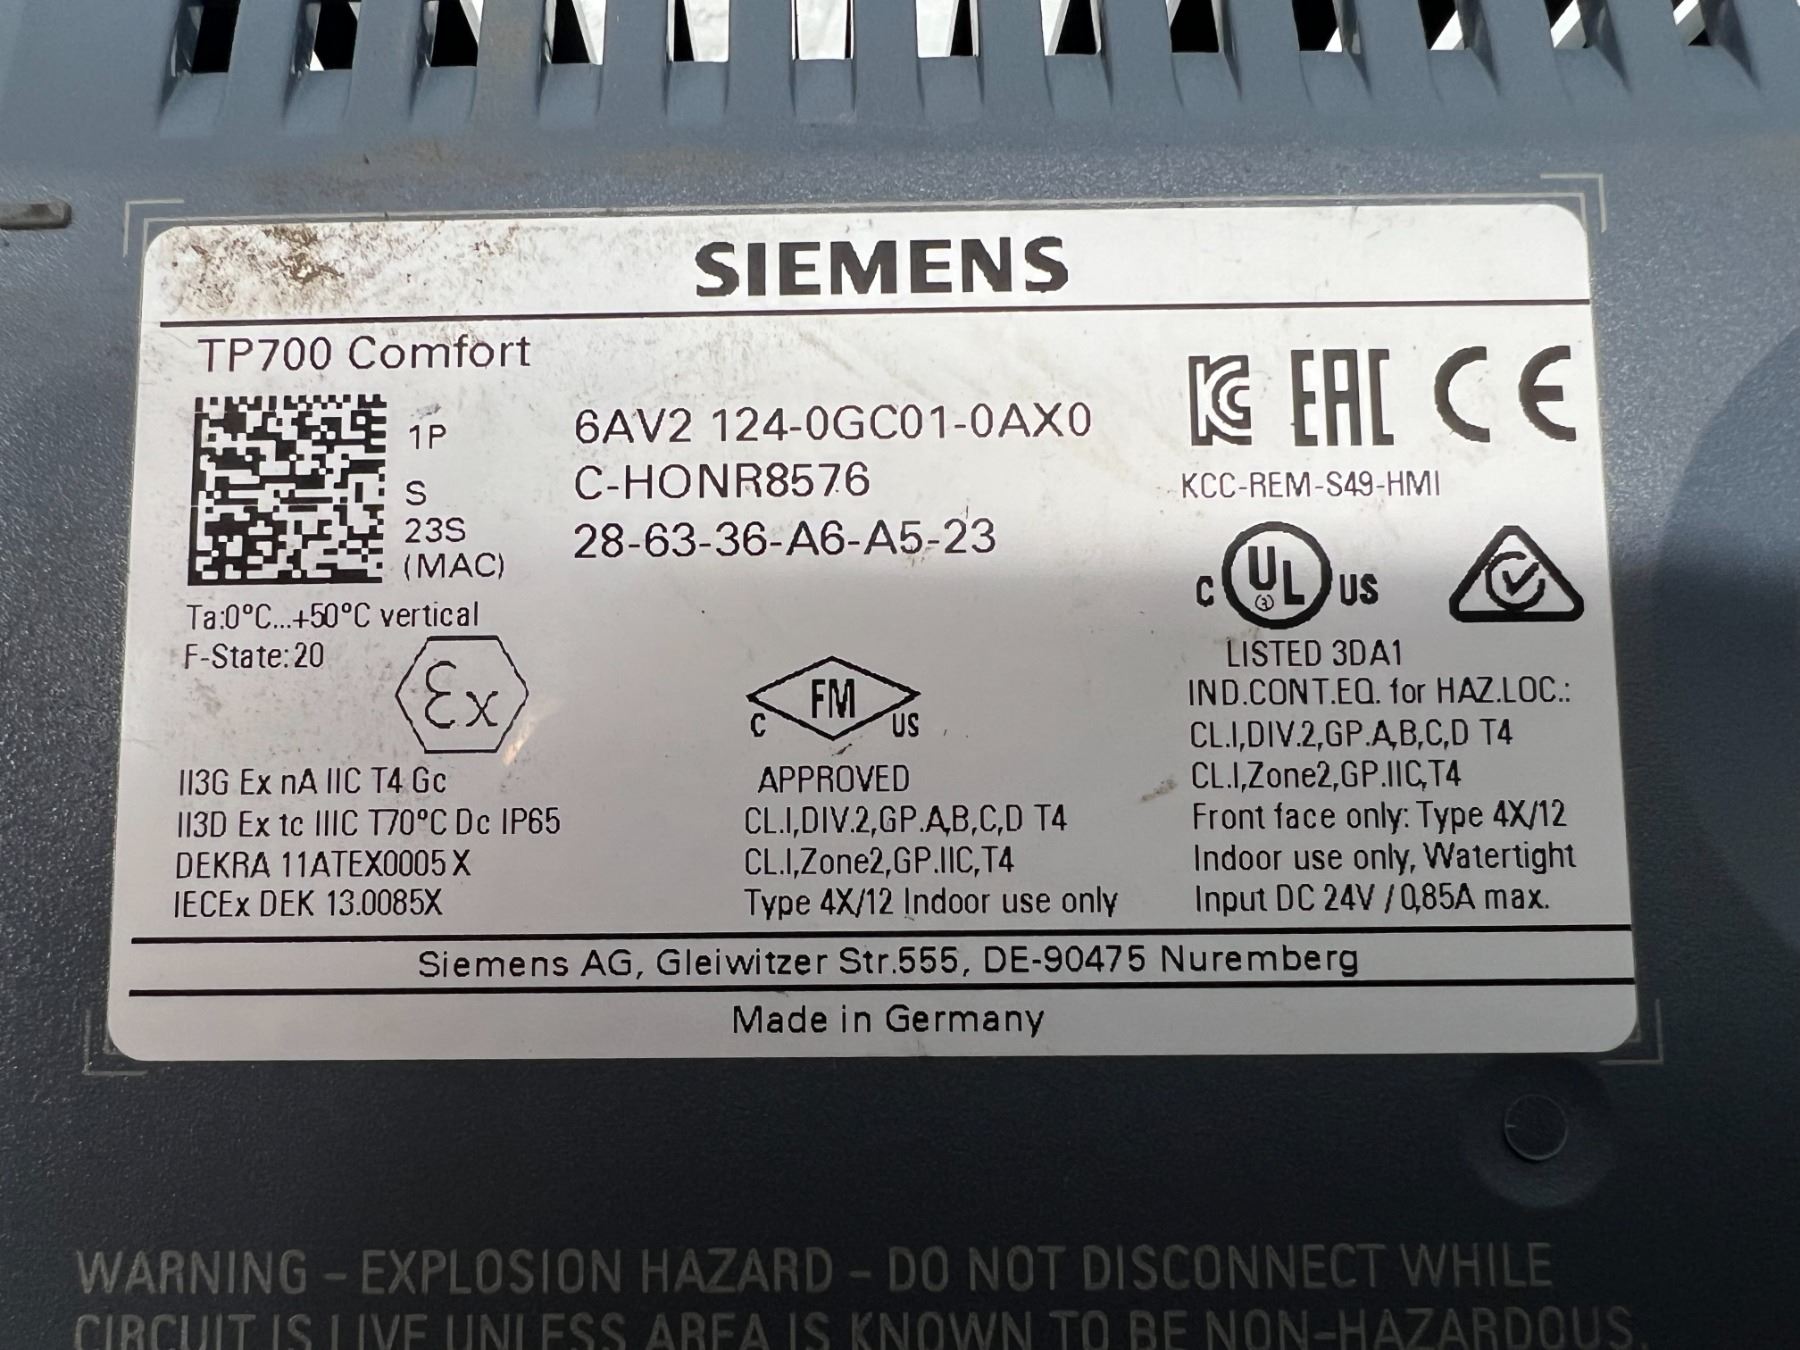 SIEMENS
TP700 Comfort
1P 6AV2 124-0GC01-0AX0
S C-HONR8576
23S 28-63-36-A6-A5-23
(MAC)
KCC-REM-S49-HMI
EAC CE
C UL US
LISTED 3DA1
IND.CONT.EQ. for HAZ.LOC.:
CL.I,DIV.2,GP.A,B,C,D T4
CL.I,Zone2,GP.IIC,T4
Front face only: Type 4X/12
Indoor use only, Watertight
Input DC 24V / 0,85A max.
Ta:0°C...+50°C vertical
F-State: 20
Ex
II3G Ex nA IIC T4 Gc
II3D Ex tc IIIC T70°C Dc IP65
DEKRA 11ATEX0005 X
IECEx DEK 13.0085X
C FM US
APPROVED
CL.I,DIV.2,GP.A,B,C,D T4
CL.I,Zone2,GP.IIC,T4
Type 4X/12 Indoor use only
Siemens AG, Gleiwitzer Str.555, DE-90475 Nuremberg
Made in Germany
WARNING – EXPLOSION HAZARD – DO NOT DISCONNECT WHILE
CIRCUIT IS LIVE UNLESS AREA IS KNOWN TO BE NON-HAZARDOUS.